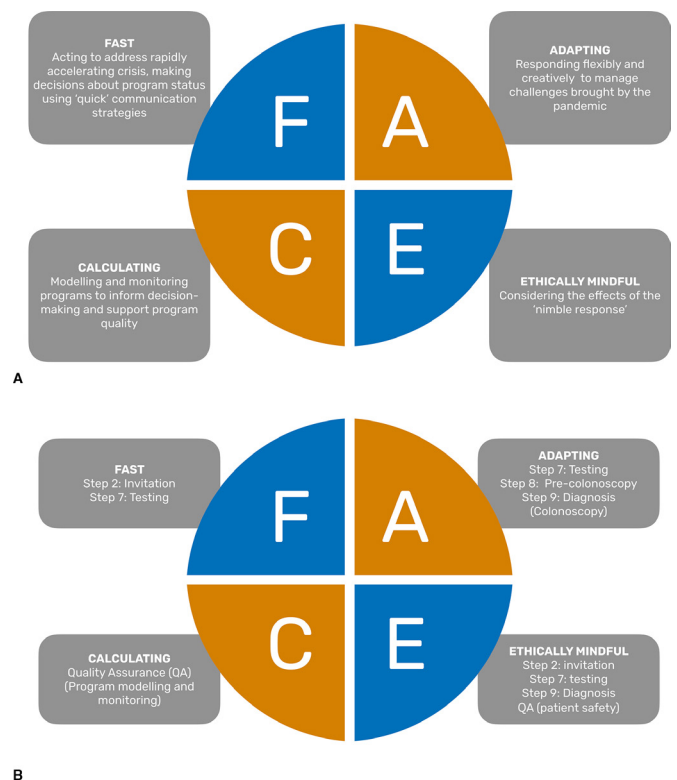 FAST
Acting to address rapidly
accelerating crisis, making
decisions about program status
using 'quick' communication
strategies
F
A
ADAPTING
Responding flexibly and
creatively to manage
challenges brought by the
pandemic
CALCULATING
Modelling and monitoring
programs to inform decision-
making and support program
quality
C
E
ETHICALLY MINDFUL
Considering the effects of the
'nimble response'
A
FAST
Step 2: Invitation
Step 7: Testing
F
A
ADAPTING
Step 7: Testing
Step 8: Pre-colonoscopy
Step 9: Diagnosis
(Colonoscopy)
CALCULATING
Quality Assurance (QA)
(Program modelling and
monitoring)
C
E
ETHICALLY MINDFUL
Step 2: invitation
Step 7: testing
Step 9: Diagnosis
QA (patient safety)
B